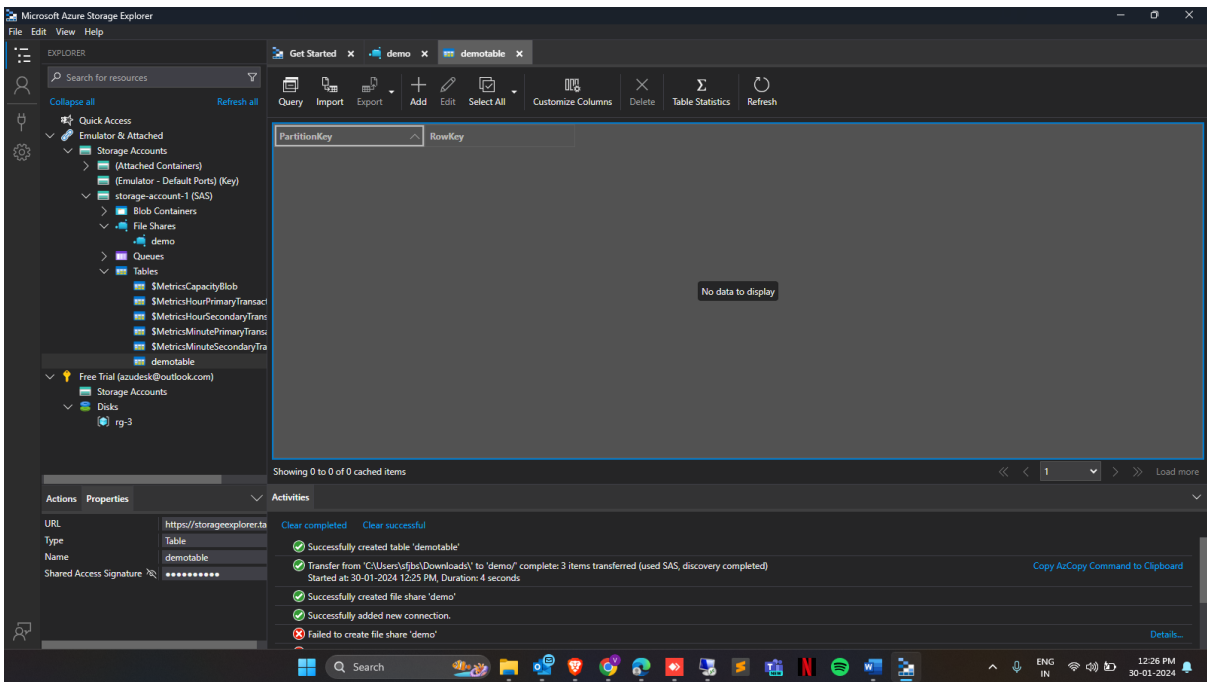 Microsoft Azure Storage Explorer
File Edit View Help
EXPLORER
Search for resources
Collapse all Refresh all
Quick Access
Emulator & Attached
Storage Accounts
(Attached Containers)
(Emulator - Default Ports) (Key)
storage-account-1 (SAS)
Blob Containers
File Shares
demo
Queues
Tables
$MetricsCapacityBlob
$MetricsHourPrimaryTransact
$MetricsHourSecondaryTrans
$MetricsMinutePrimaryTransa
$MetricsMinuteSecondaryTra
demotable
Free Trial (azudesk@outlook.com)
Storage Accounts
Disks
rg-3
Get Started demo demotable
Query Import Export Add Edit Select All Customize Columns Delete Table Statistics Refresh
PartitionKey RowKey
No data to display
Showing 0 to 0 of 0 cached items
1 Load more
Actions Properties
URL https://storageexplorer.ta
Type Table
Name demotable
Shared Access Signature ••••••••••
Activities
Clear completed Clear successful
Successfully created table 'demotable'
Transfer from 'C:\Users\sfjbs\Downloads\' to 'demo/' complete: 3 items transferred (used SAS, discovery completed) Copy AzCopy Command to Clipboard
Started at: 30-01-2024 12:25 PM, Duration: 4 seconds
Successfully created file share 'demo'
Successfully added new connection.
Failed to create file share 'demo' Details...
Search
ENG
IN
12:26 PM
30-01-2024